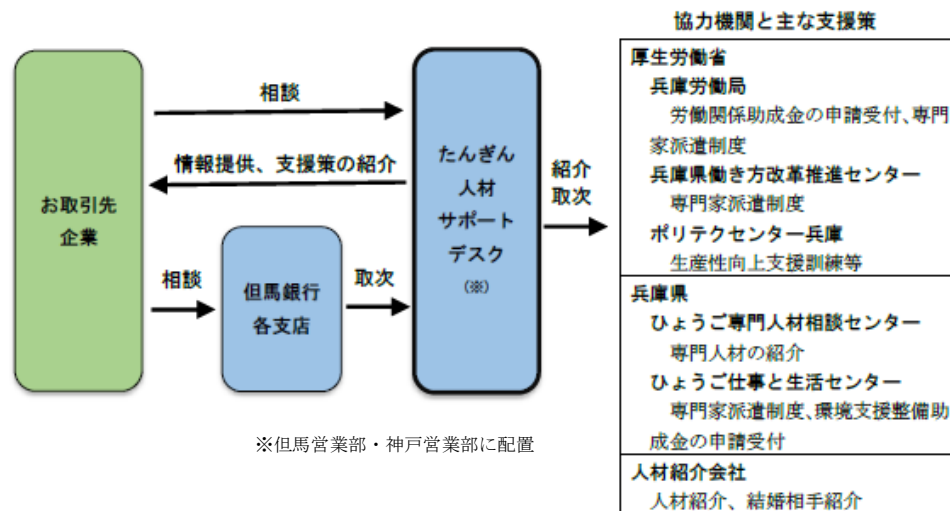 協力機関と主な支援策
お取引先
企業
相談
情報提供、支援策の紹介
相談
但馬銀行
各支店
取次
たんぎん
人材
サポート
デスク
(※)
紹介
取次
※但馬営業部・神戸営業部に配置
厚生労働省
兵庫労働局
労働関係助成金の申請受付、専門
家派遣制度
兵庫県働き方改革推進センター
専門家派遣制度
ポリテクセンター兵庫
生産性向上支援訓練等
兵庫県
ひょうご専門人材相談センター
専門人材の紹介
ひょうご仕事と生活センター
専門家派遣制度、環境支援整備助
成金の申請受付
人材紹介会社
人材紹介、結婚相手紹介